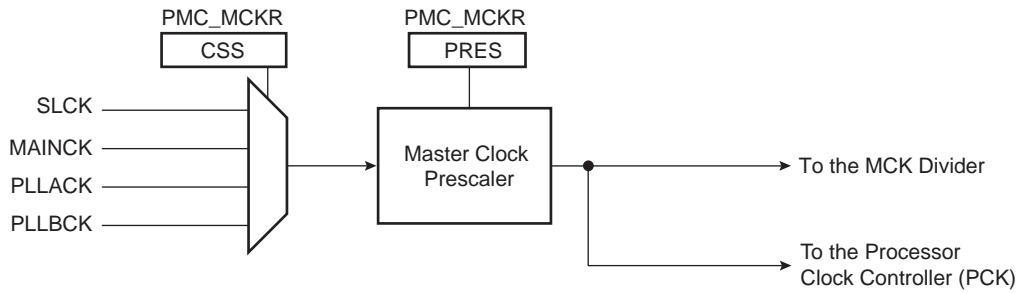 PMC_MCKR
CSS
PMC_MCKR
PRES
SLCK
MAINCK
PLLACK
PLLBCK
Master Clock
Prescaler
To the MCK Divider
To the Processor
Clock Controller (PCK)